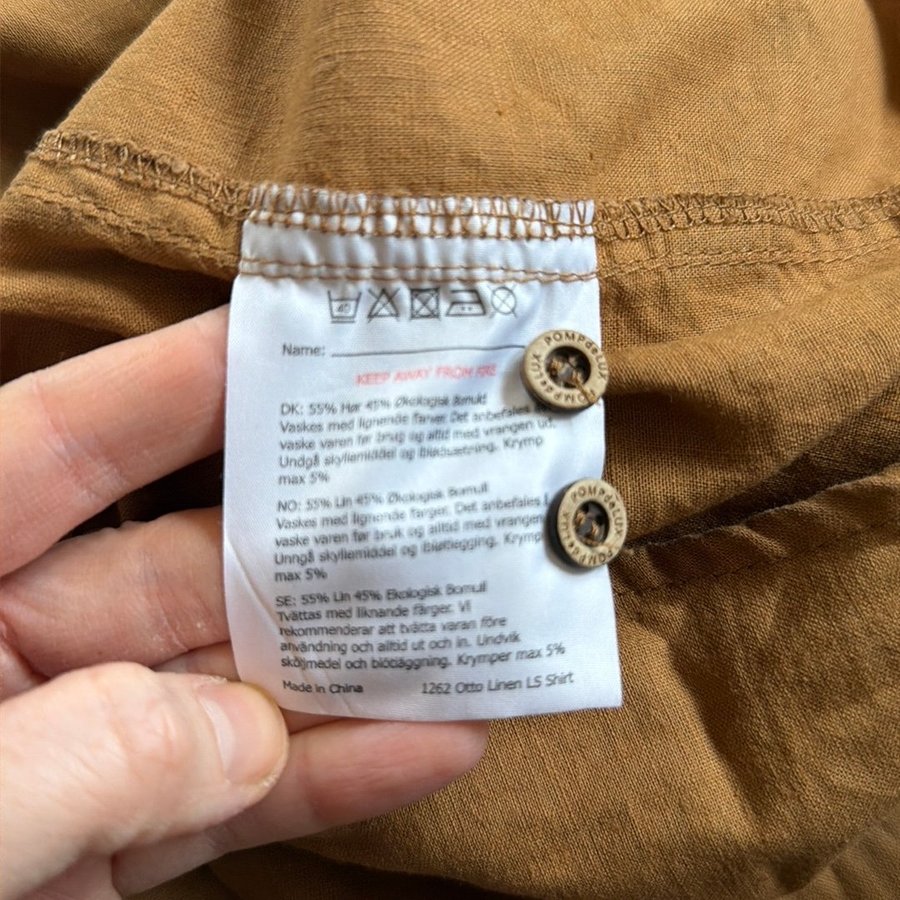 40
Name:
KEEP AWAY FROM FIRE
DK: 55% Hør 45% Økologisk Bomuld
Vaskes med lignende farver. Det anbefales
vaske varen før brug og altid med vrangen ud.
Undgå skyllemiddel og iblødsætning. Krymp
max 5%
NO: 55% Lin 45% Økologisk Bomull
Vaskes med lignende farger. Det anbefales
vaske varen før bruk og alltid med vrangen
Unngå skyllemiddel og bløtlegging. Krymp
max 5%
SE: 55% Lin 45% Ekologisk Bomull
Tvättas med liknande färger. Vi
rekommenderar att tvätta varan före
användning och alltid ut och in. Undvik
sköljmedel och blötläggning. Krymper max 5%
Made in China 1262 Otto Linen LS Shirt
POMPdeLUX POMPdeLUX
POMPdeLUX POMPdeLUX